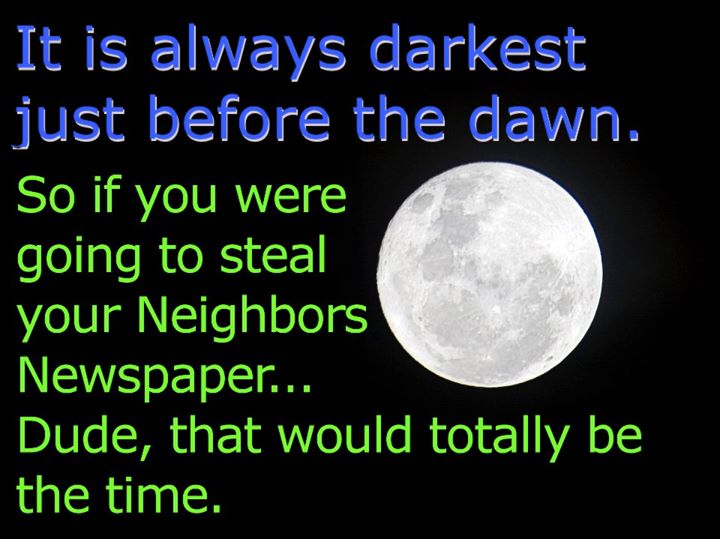 It is always darkest
just before the dawn.
So if you were
going to steal
your Neighbors
Newspaper...
Dude, that would totally be
the time.